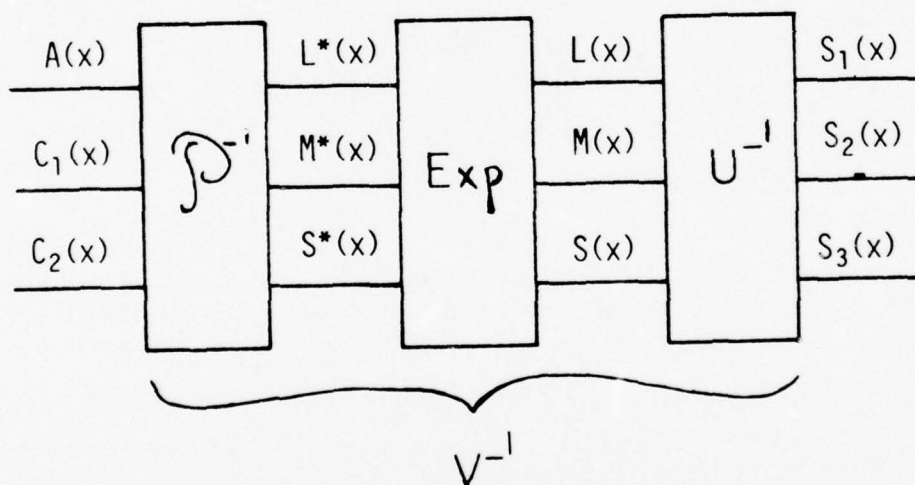 A(x) L*(x) L(x) S₁(x)
C₁(x) 𝒫⁻¹ M*(x) Exp M(x) U⁻¹ S₂(x)
C₂(x) S*(x) S(x) S₃(x)
V⁻¹